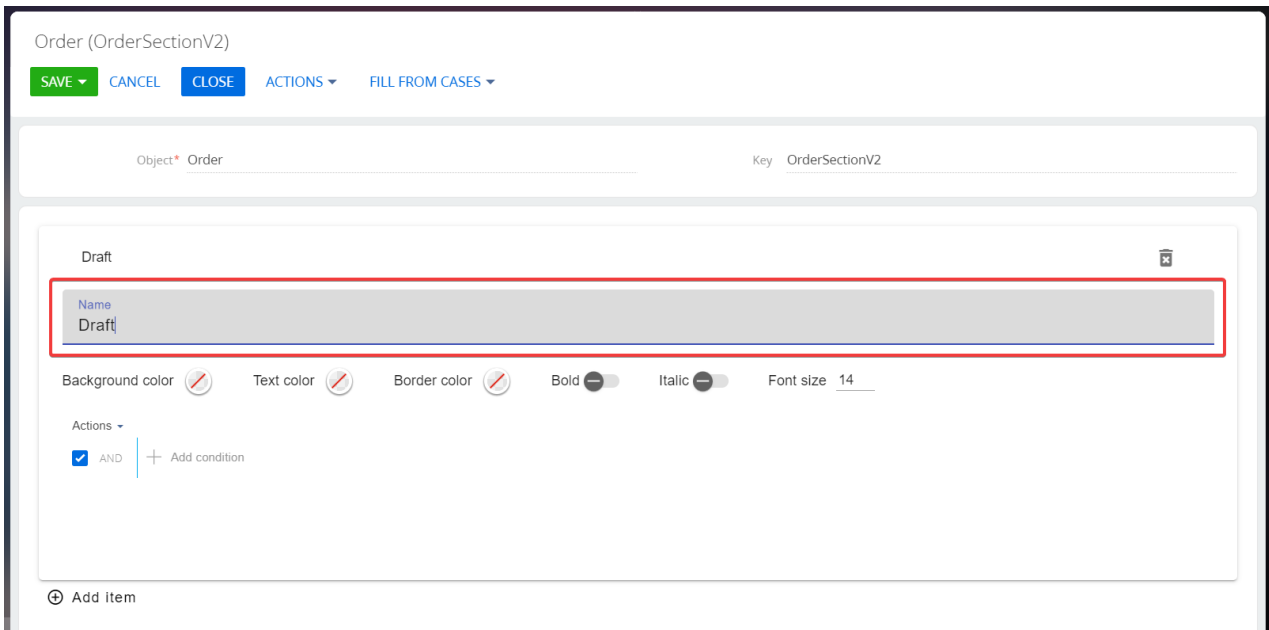 Order (OrderSectionV2)
SAVE CANCEL CLOSE ACTIONS FILL FROM CASES
Object* Order Key OrderSectionV2
Draft
Name
Draft
Background color Text color Border color Bold Italic Font size 14
Actions
AND Add condition
Add item